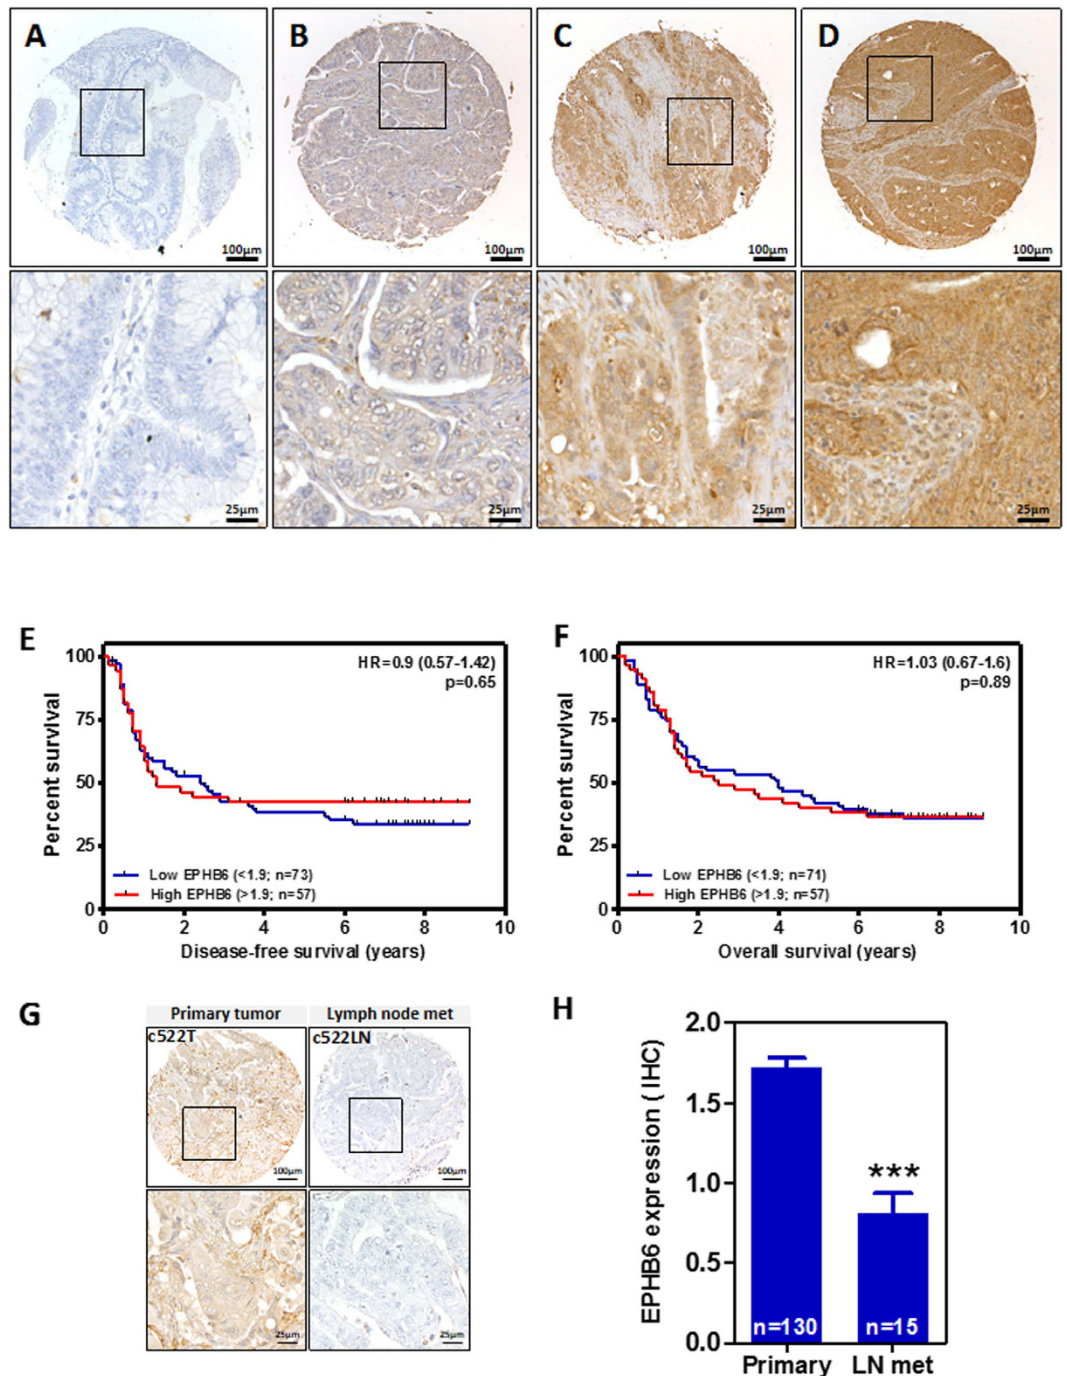 A
B
C
D
100μm
100μm
100μm
100μm
25μm
25μm
25μm
25μm
E
Percent survival
100
75
50
25
0
HR=0.9 (0.57-1.42)
p=0.65
Low EPHB6 (<1.9; n=73)
High EPHB6 (>1.9; n=57)
0 2 4 6 8 10
Disease-free survival (years)
F
Percent survival
100
75
50
25
0
HR=1.03 (0.67-1.6)
p=0.89
Low EPHB6 (<1.9; n=71)
High EPHB6 (>1.9; n=57)
0 2 4 6 8 10
Overall survival (years)
G
Primary tumor
Lymph node met
c522T
c522LN
100μm
100μm
25μm
25μm
H
EPHB6 expression ( IHC)
2.0
1.5
1.0
0.5
0.0
***
n=130
n=15
Primary
LN met